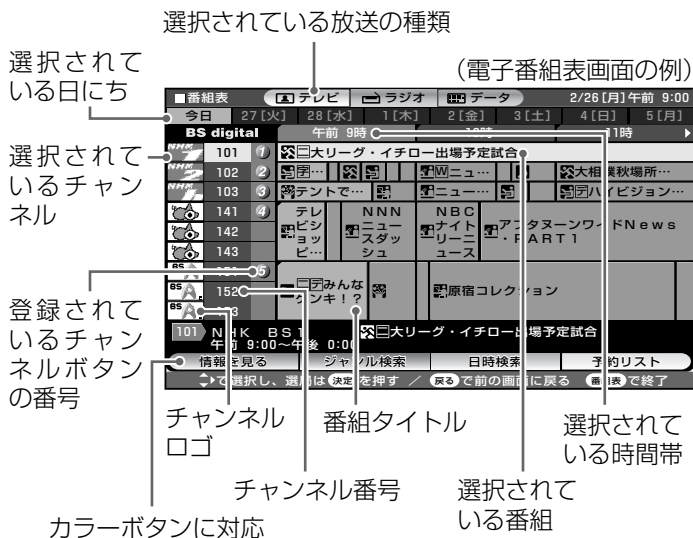 選択されている放送の種類
選択されて
いる日にち
(電子番組表画面の例)
■番組表 テレビ ラジオ データ 2/26[月]午前 9:00
今日 27[火] 28[水] 1[木] 2[金] 3[土] 4[日] 5[月]
BS digital 午前 9時 11時
選択されて
いるチャン
ネル
101 1 大リーグ・イチロー出場予定試合
102 2 字… W ニュ… 大相撲秋場所…
103 3 テントで… ニュー… デハイビジョン…
141 4 テレビショッピ… NNNニュースダッシュ NBCナイトリーニュース アフタヌーンワイドNews・PART1
142
143
5
152 デみんなゲンキ!? 原宿コレクション
登録されて
いるチャン
ネルボタン
の番号
101 NHK BS1 大リーグ・イチロー出場予定試合
午前 9:00〜午後 0:00
情報を見る ジャンル検索 日時検索 予約リスト
で選択し、選局は 決定 を押す / 戻る で前の画面に戻る 番組表 で終了
チャンネル
ロゴ
番組タイトル
選択されて
いる時間帯
チャンネル番号
選択されて
いる番組
カラーボタンに対応